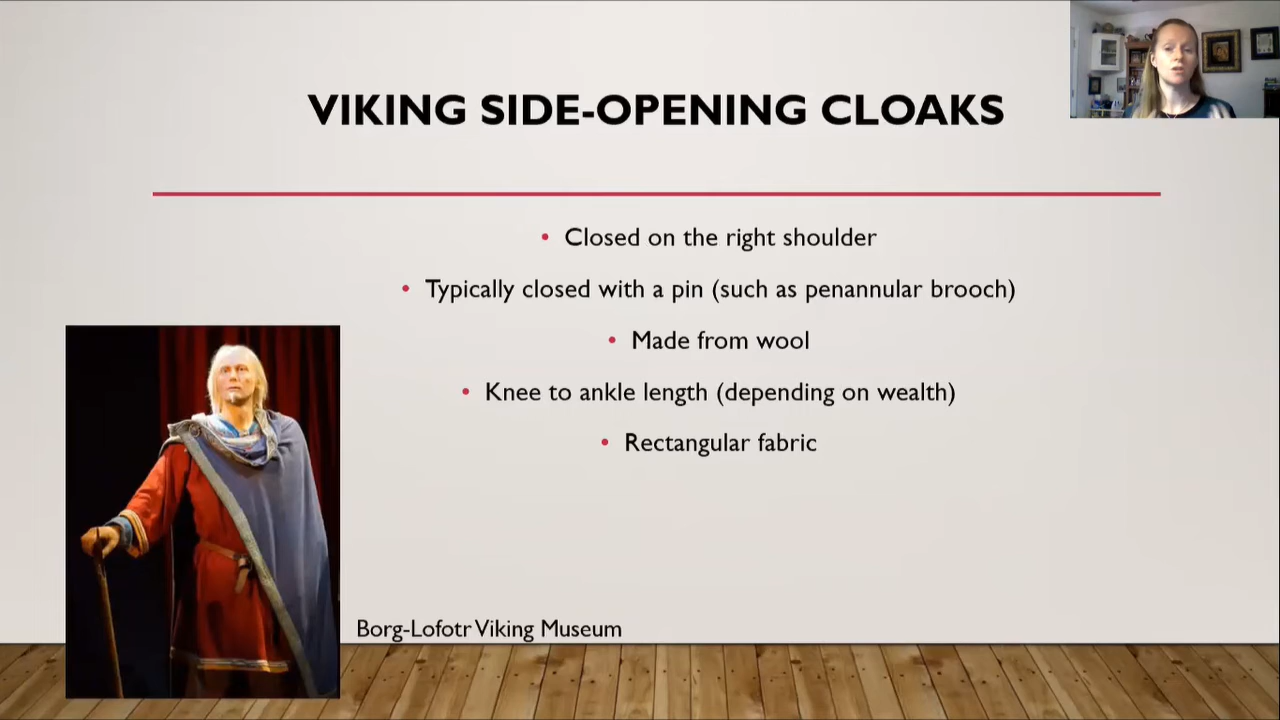 VIKING SIDE-OPENING CLOAKS
• Closed on the right shoulder
• Typically closed with a pin (such as penannular brooch)
• Made from wool
• Knee to ankle length (depending on wealth)
• Rectangular fabric
Borg-Lofotr Viking Museum